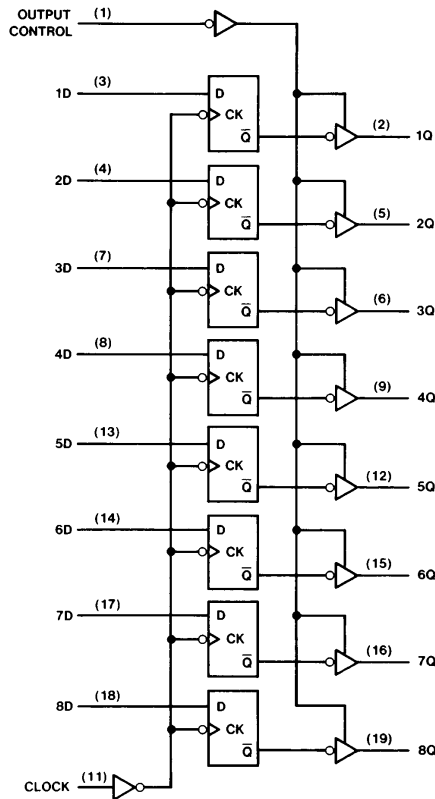 OUTPUT (1)
CONTROL
1D (3)
D
CK
Q̅ (2) 1Q
2D (4)
D
CK
Q̅ (5) 2Q
3D (7)
D
CK
Q̅ (6) 3Q
4D (8)
D
CK
Q̅ (9) 4Q
5D (13)
D
CK
Q̅ (12) 5Q
6D (14)
D
CK
Q̅ (15) 6Q
7D (17)
D
CK
Q̅ (16) 7Q
8D (18)
D
CK
Q̅ (19) 8Q
CLOCK (11)